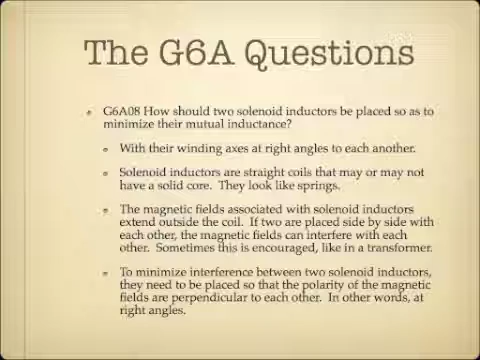 The G6A Questions
G6A08 How should two solenoid inductors be placed so as to
minimize their mutual inductance?
With their winding axes at right angles to each another.
Solenoid inductors are straight coils that may or may not
have a solid core.  They look like springs.
The magnetic fields associated with solenoid inductors
extend outside the coil.  If two are placed side by side with
each other, the magnetic fields can interfere with each
other.  Sometimes this is encouraged, like in a transformer.
To minimize interference between two solenoid inductors,
they need to be placed so that the polarity of the magnetic
fields are perpendicular to each other.  In other words, at
right angles.